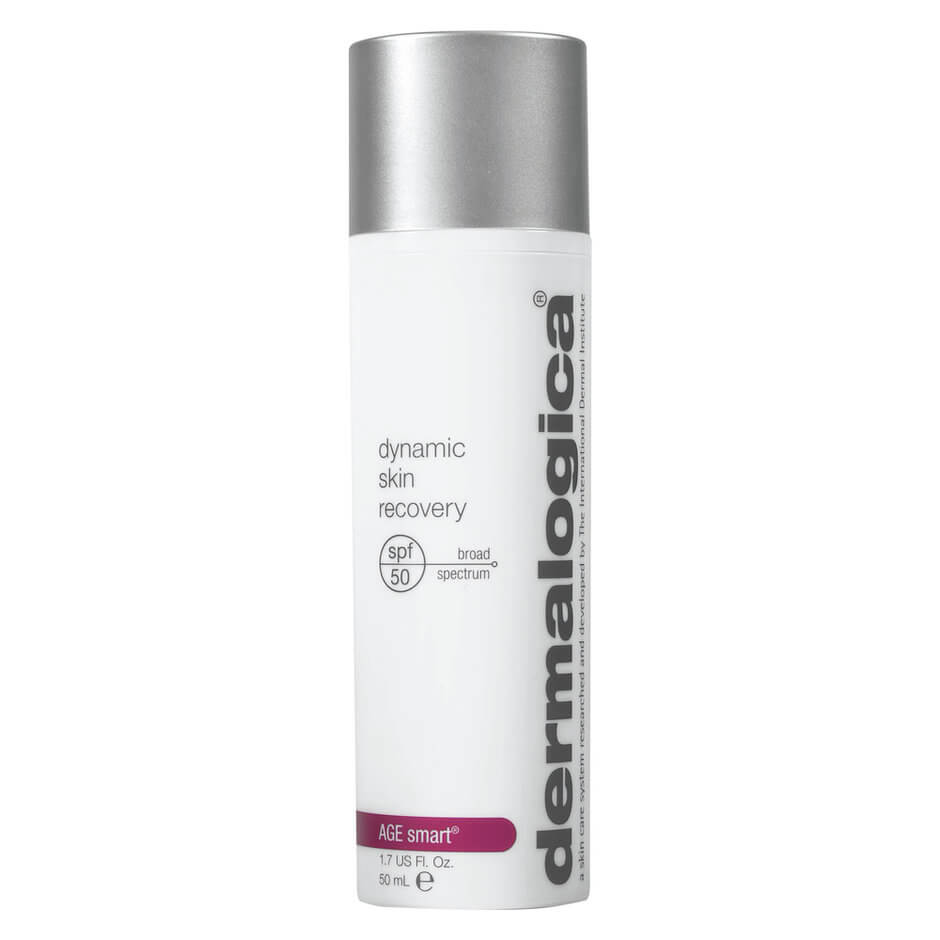 dynamic
skin
recovery
spf
50
broad
spectrum
AGE smart®
1.7 US Fl. Oz.
50 mL ℮
dermalogica®
a skin care system researched and developed by The International Dermal Institute